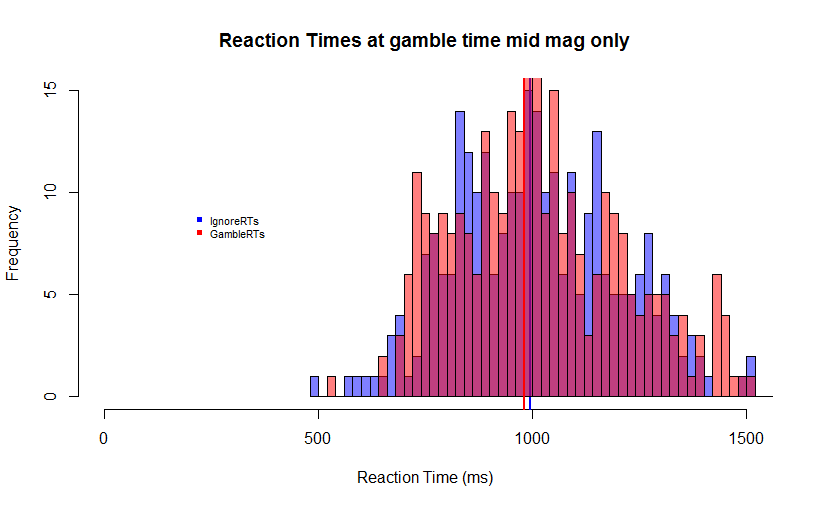 Reaction Times at gamble time mid mag only
15
10
5
0
Frequency
IgnoreRTs
GambleRTs
0 500 1000 1500
Reaction Time (ms)